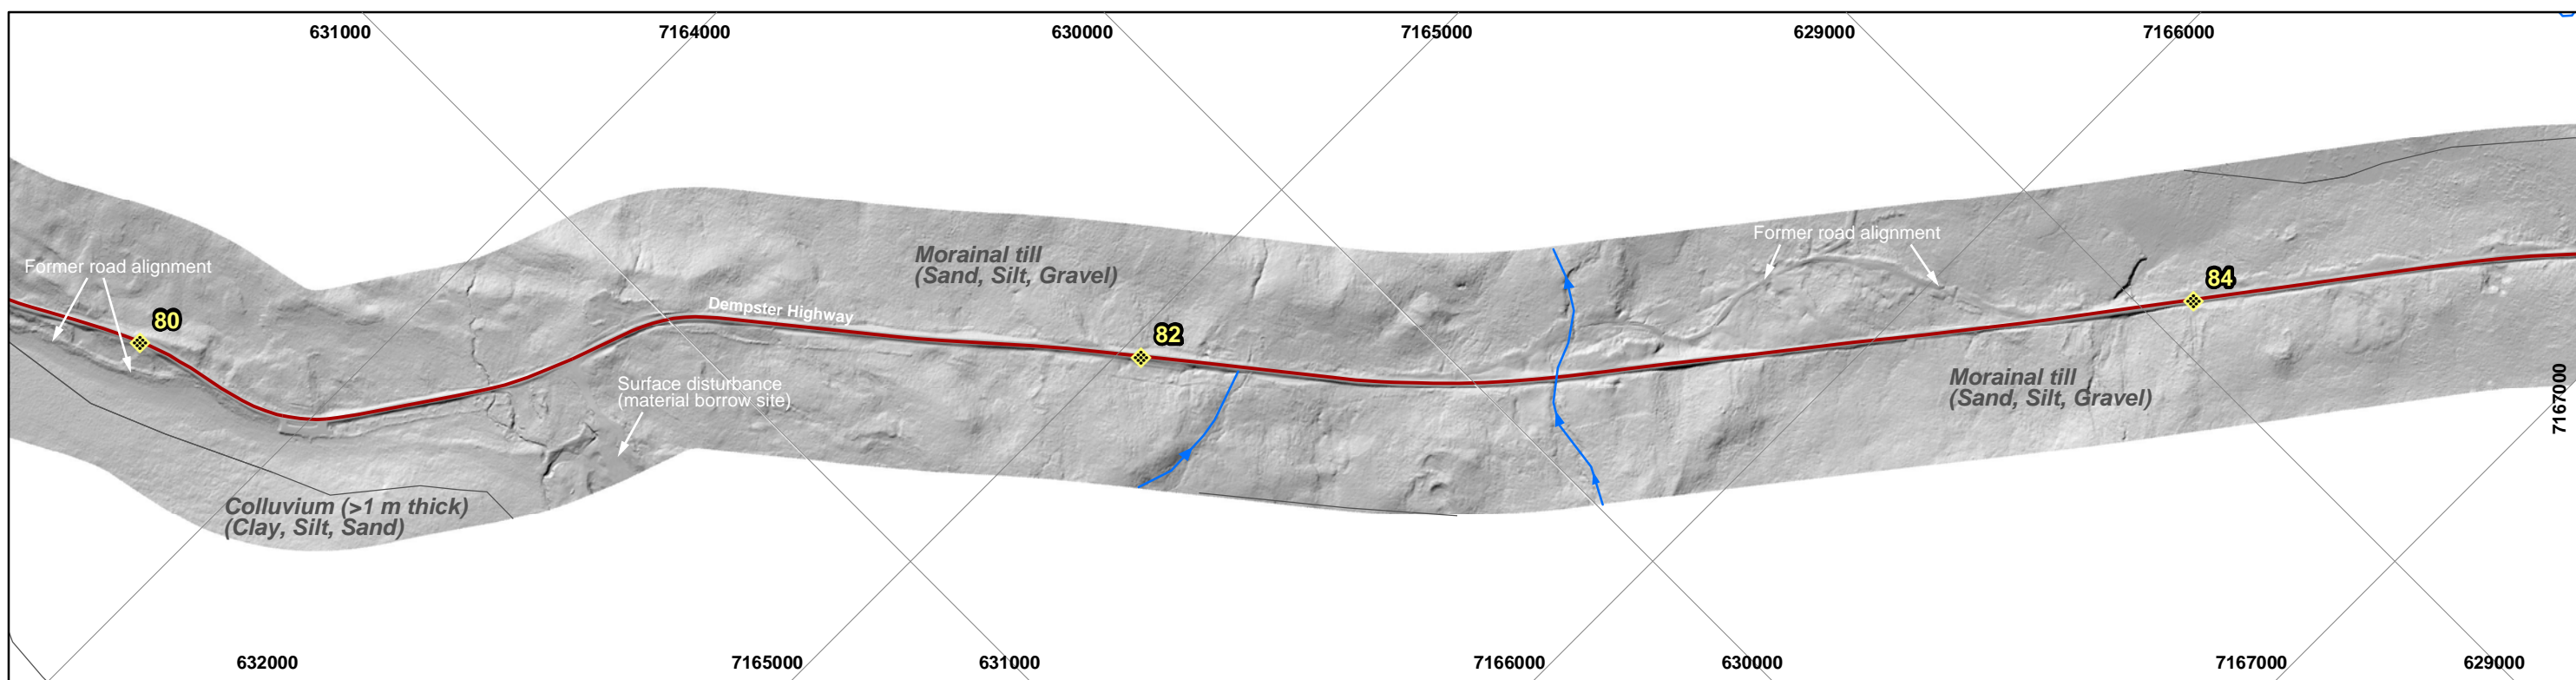 631000
7164000
630000
7165000
629000
7166000
Former road alignment
Morainal till
(Sand, Silt, Gravel)
Former road alignment
80
Dempster Highway
82
84
Surface disturbance
(material borrow site)
Morainal till
(Sand, Silt, Gravel)
7167000
Colluvium (>1 m thick)
(Clay, Silt, Sand)
632000
7165000
631000
7166000
630000
7167000
629000